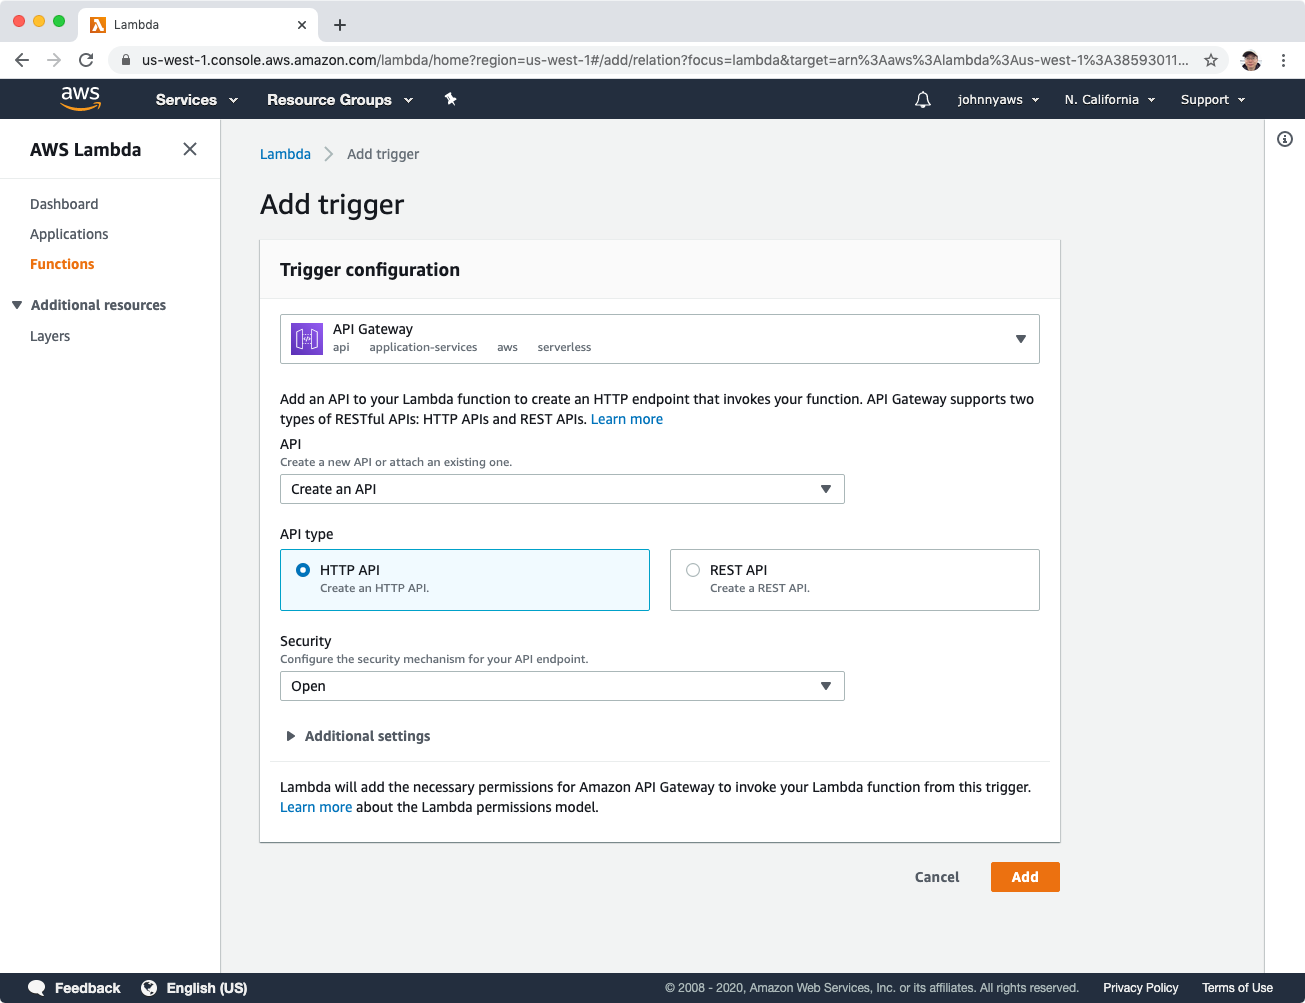 Lambda
us-west-1.console.aws.amazon.com/lambda/home?region=us-west-1#/add/relation?focus=lambda&target=arn%3Aaws%3Alambda%3Aus-west-1%3A38593011...
aws Services Resource Groups johnnyaws N. California Support
AWS Lambda
Dashboard
Applications
Functions
Additional resources
Layers
Lambda Add trigger
Add trigger
Trigger configuration
API Gateway
api application-services aws serverless
Add an API to your Lambda function to create an HTTP endpoint that invokes your function. API Gateway supports two
types of RESTful APIs: HTTP APIs and REST APIs. Learn more
API
Create a new API or attach an existing one.
Create an API
API type
HTTP API
Create an HTTP API.
REST API
Create a REST API.
Security
Configure the security mechanism for your API endpoint.
Open
Additional settings
Lambda will add the necessary permissions for Amazon API Gateway to invoke your Lambda function from this trigger.
Learn more about the Lambda permissions model.
Cancel Add
Feedback English (US) © 2008 - 2020, Amazon Web Services, Inc. or its affiliates. All rights reserved. Privacy Policy Terms of Use